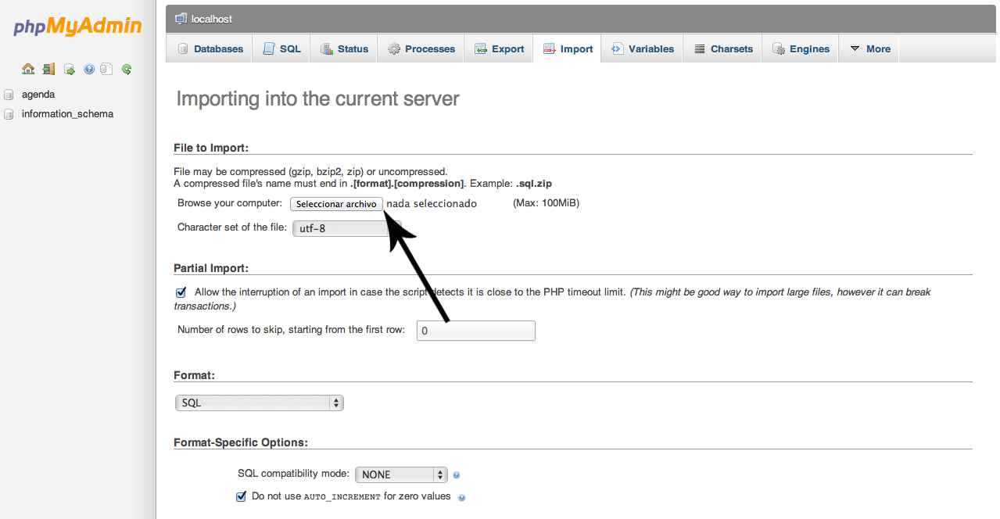 phpMyAdmin
agenda
information_schema
localhost
Databases SQL Status Processes Export Import Variables Charsets Engines More
Importing into the current server
File to Import:
File may be compressed (gzip, bzip2, zip) or uncompressed.
A compressed file's name must end in .[format].[compression]. Example: .sql.zip
Browse your computer: Seleccionar archivo nada seleccionado (Max: 100MiB)
Character set of the file: utf-8
Partial Import:
Allow the interruption of an import in case the script detects it is close to the PHP timeout limit. (This might be good way to import large files, however it can break
transactions.)
Number of rows to skip, starting from the first row: 0
Format:
SQL
Format-Specific Options:
SQL compatibility mode: NONE
Do not use AUTO_INCREMENT for zero values